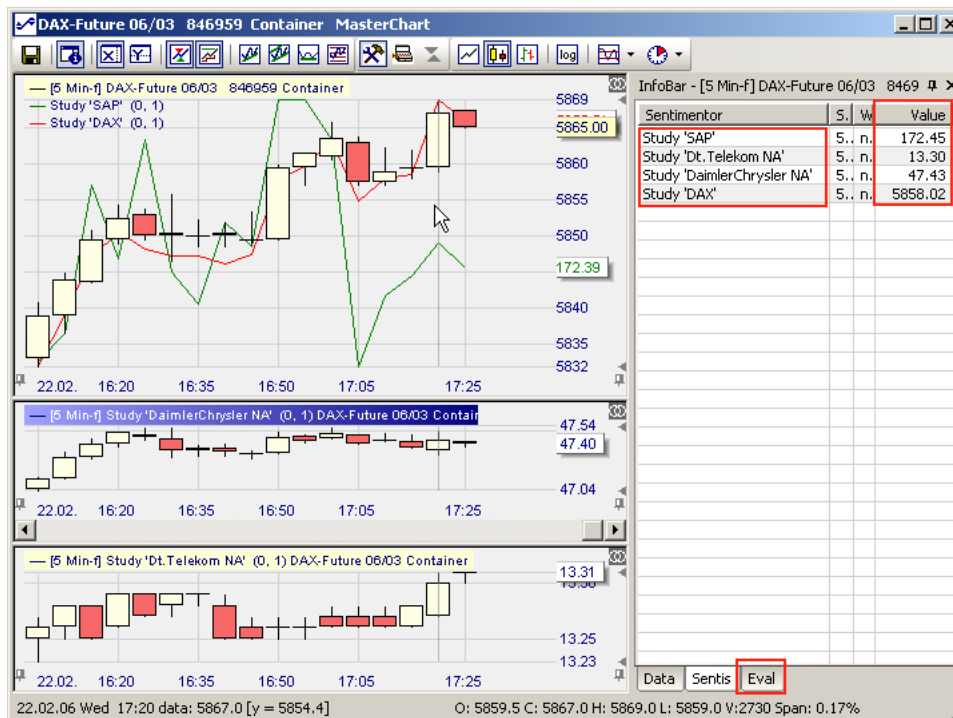 DAX-Future 06/03 846959 Container MasterChart
log
[5 Min-f] DAX-Future 06/03 846959 Container
Study 'SAP' (0, 1)
Study 'DAX' (0, 1)
5869
5865.00
5860
5855
5850
172.39
5840
5835
5832
22.02. 16:20 16:35 16:50 17:05 17:25
[5 Min-f] Study 'DaimlerChrysler NA' (0, 1) DAX-Future 06/03 Contair
47.54
47.40
47.04
22.02. 16:20 16:35 16:50 17:05 17:25
[5 Min-f] Study 'Dt.Telekom NA' (0, 1) DAX-Future 06/03 Container
13.31
13.25
13.23
22.02. 16:20 16:35 16:50 17:05 17:25
InfoBar - [5 Min-f] DAX-Future 06/03 8469
Sentimentor S. W Value
Study 'SAP' 5.. n. 172.45
Study 'Dt.Telekom NA' 5.. n. 13.30
Study 'DaimlerChrysler NA' 5.. n. 47.43
Study 'DAX' 5.. n. 5858.02
Data Sentis Eval
22.02.06 Wed 17:20 data: 5867.0 [y = 5854.4] O: 5859.5 C: 5867.0 H: 5869.0 L: 5859.0 V:2730 Span: 0.17%